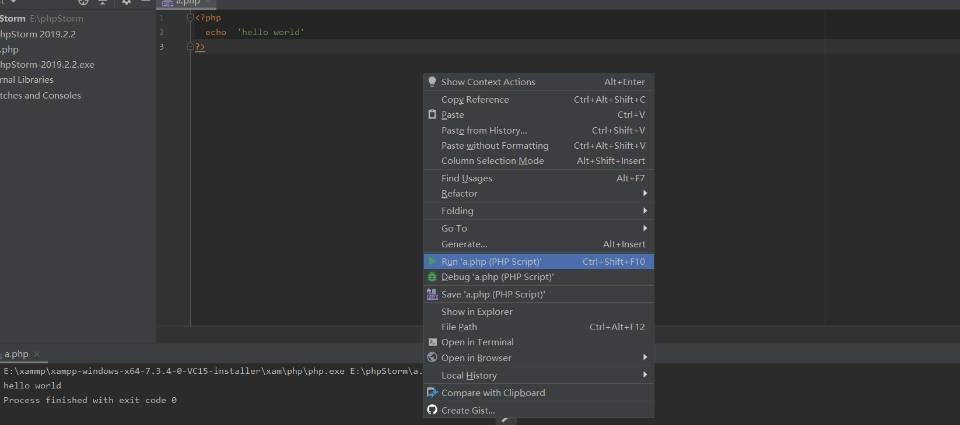 a.php
Storm E:\phpStorm
hpStorm 2019.2.2
.php
hpStorm-2019.2.2.exe
rnal Libraries
tches and Consoles
1 <?php
2 echo 'hello world'
3 ?>
Show Context Actions Alt+Enter
Copy Reference Ctrl+Alt+Shift+C
Paste Ctrl+V
Paste from History... Ctrl+Shift+V
Paste without Formatting Ctrl+Alt+Shift+V
Column Selection Mode Alt+Shift+Insert
Find Usages Alt+F7
Refactor
Folding
Go To
Generate... Alt+Insert
Run 'a.php (PHP Script)' Ctrl+Shift+F10
Debug 'a.php (PHP Script)'
Save 'a.php (PHP Script)'
Show in Explorer
File Path Ctrl+Alt+F12
Open in Terminal
Open in Browser
Local History
Compare with Clipboard
Create Gist...
a.php
E:\xammp\xampp-windows-x64-7.3.4-0-VC15-installer\xam\php\php.exe E:\phpStorm\a.
hello world
Process finished with exit code 0